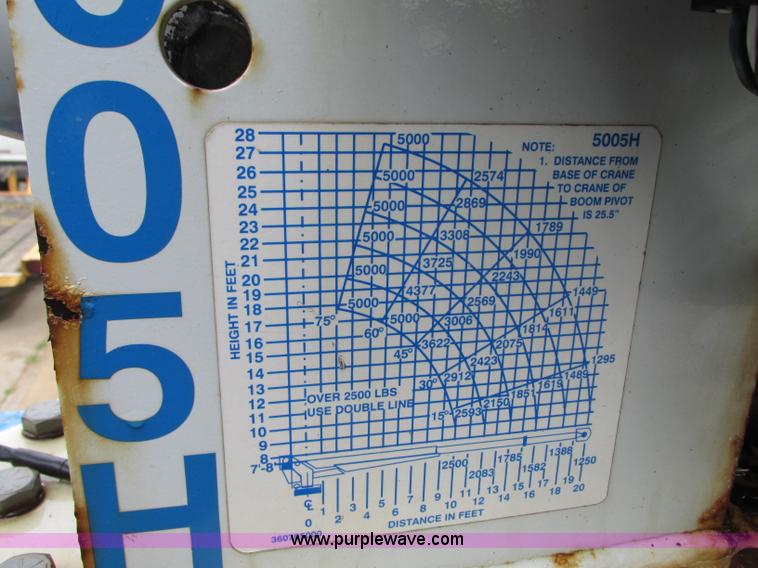 005H
5005H
NOTE:
1. DISTANCE FROM
BASE OF CRANE
TO CRANE OF
BOOM PIVOT
IS 25.5"
28
27
26
25
24
23
22
21
20
19
18
17
16
15
14
13
12
11
10
9
8
7'-8"
HEIGHT IN FEET
5000
5000 2574
5000 2869
5000 3308 1789
5000 3725 1990
5000 4377 2243
5000 3006 2569 1449
75° 60° 3622 2075 1814 1611
45° 2423 1295
30° 2912 1851 1619 1489
15° 2593 2150
OVER 2500 LBS
USE DOUBLE LINE
2500 2083 1785 1582 1388 1250
0 1 2 3 4 5 6 7 8 9 10 11 12 13 14 15 16 17 18 19 20
DISTANCE IN FEET
www.purplewave.com